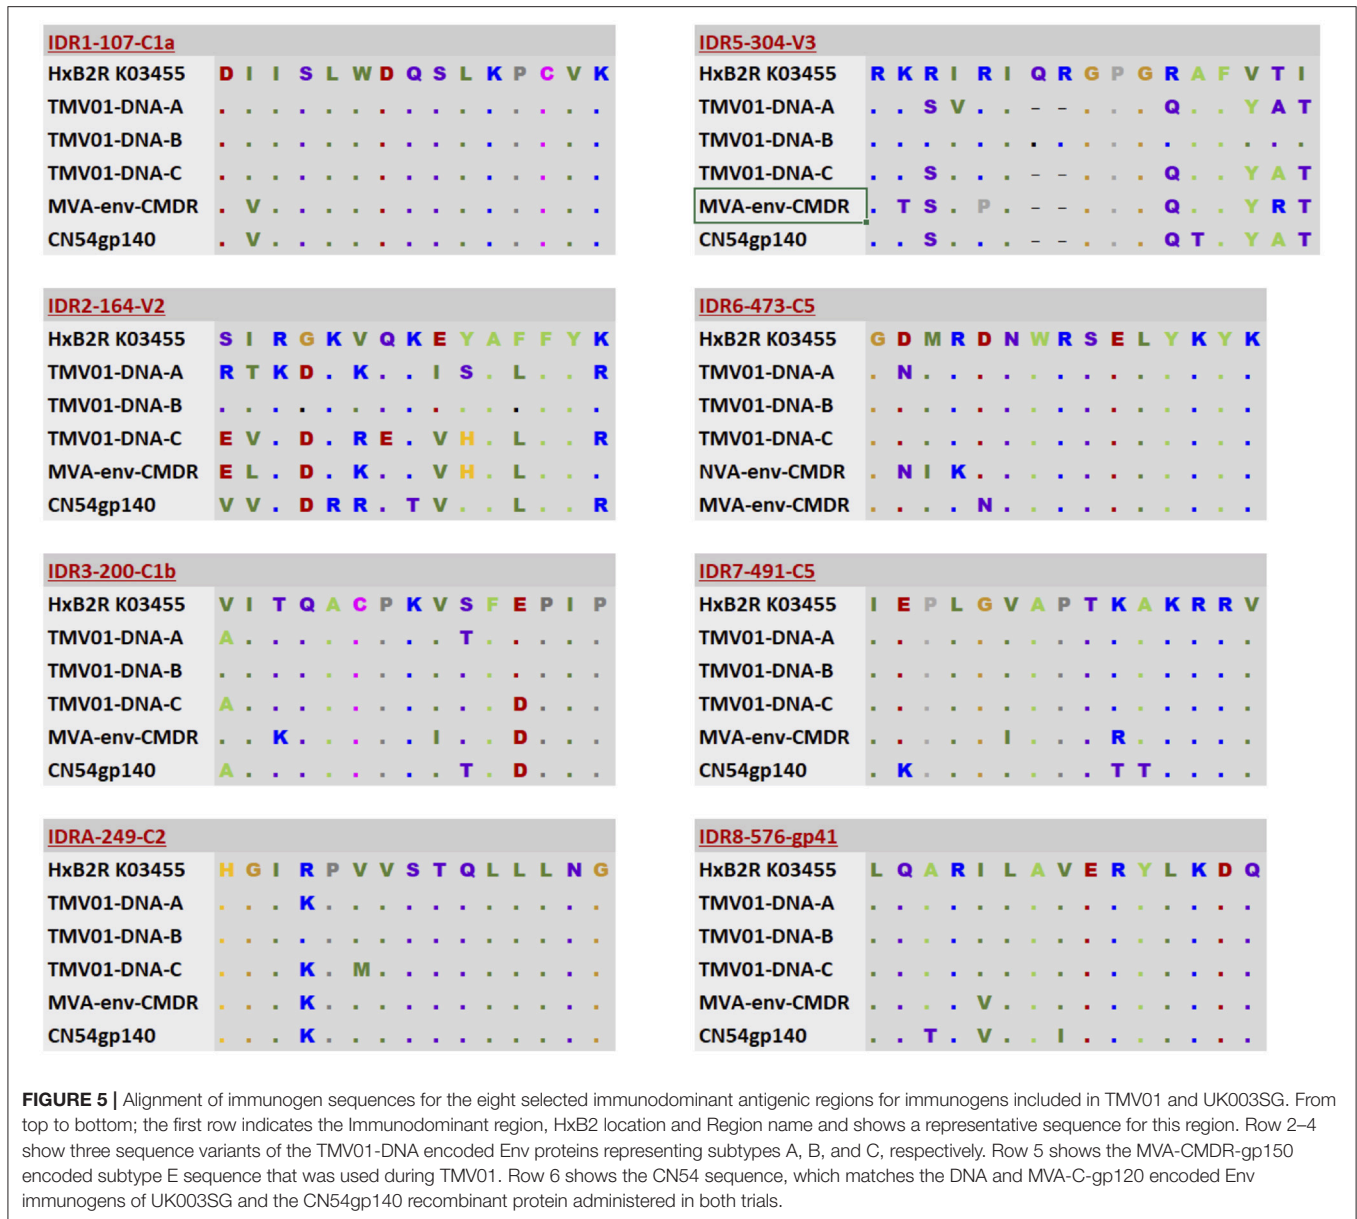 IDR1-107-C1a
HxB2R K03455 D I I S L W D Q S L K P C V K
TMV01-DNA-A . . . . . . . . . . . . . . .
TMV01-DNA-B . . . . . . . . . . . . . . .
TMV01-DNA-C . . . . . . . . . . . . . . .
MVA-env-CMDR . V . . . . . . . . . . . . .
CN54gp140 . V . . . . . . . . . . . . .
IDR2-164-V2
HxB2R K03455 S I R G K V Q K E Y A F F Y K
TMV01-DNA-A R T K D . K . . I S . L . . R
TMV01-DNA-B . . . . . . . . . . . . . . .
TMV01-DNA-C E V . D . R E . V H . L . . R
MVA-env-CMDR E L . D . K . . V H . L . . .
CN54gp140 V V . D R R . T V . . L . . R
IDR3-200-C1b
HxB2R K03455 V I T Q A C P K V S F E P I P
TMV01-DNA-A A . . . . . . . . T . . . . .
TMV01-DNA-B . . . . . . . . . . . . . . .
TMV01-DNA-C A . . . . . . . . . . D . . .
MVA-env-CMDR . . K . . . . . I . . D . . .
CN54gp140 A . . . . . . . . T . D . . .
IDRA-249-C2
HxB2R K03455 H G I R P V V S T Q L L L N G
TMV01-DNA-A . . . K . . . . . . . . . . .
TMV01-DNA-B . . . . . . . . . . . . . . .
TMV01-DNA-C . . . K . M . . . . . . . . .
MVA-env-CMDR . . . K . . . . . . . . . . .
CN54gp140 . . . K . . . . . . . . . . .
IDR5-304-V3
HxB2R K03455 R K R I R I Q R G P G R A F V T I
TMV01-DNA-A . . S V . . - - . . . Q . . Y A T
TMV01-DNA-B . . . . . . . . . . . . . . . . .
TMV01-DNA-C . . S . . . - - . . . Q . . Y A T
MVA-env-CMDR . T S . P . - - . . . Q . . Y R T
CN54gp140 . . S . . . - - . . . Q T . Y A T
IDR6-473-C5
HxB2R K03455 G D M R D N W R S E L Y K Y K
TMV01-DNA-A . N . . . . . . . . . . . . .
TMV01-DNA-B . . . . . . . . . . . . . . .
TMV01-DNA-C . . . . . . . . . . . . . . .
NVA-env-CMDR . N I K . . . . . . . . . . .
MVA-env-CMDR . . . . N . . . . . . . . . .
IDR7-491-C5
HxB2R K03455 I E P L G V A P T K A K R R V
TMV01-DNA-A . . . . . . . . . . . . . . .
TMV01-DNA-B . . . . . . . . . . . . . . .
TMV01-DNA-C . . . . . . . . . . . . . . .
MVA-env-CMDR . . . . . I . . . R . . . . .
CN54gp140 . K . . . . . . . T T . . . .
IDR8-576-gp41
HxB2R K03455 L Q A R I L A V E R Y L K D Q
TMV01-DNA-A . . . . . . . . . . . . . . .
TMV01-DNA-B . . . . . . . . . . . . . . .
TMV01-DNA-C . . . . . . . . . . . . . . .
MVA-env-CMDR . . . . V . . . . . . . . . .
CN54gp140 . . T . V . . I . . . . . . .
FIGURE 5 | Alignment of immunogen sequences for the eight selected immunodominant antigenic regions for immunogens included in TMV01 and UK003SG. From
top to bottom; the first row indicates the Immunodominant region, HxB2 location and Region name and shows a representative sequence for this region. Row 2–4
show three sequence variants of the TMV01-DNA encoded Env proteins representing subtypes A, B, and C, respectively. Row 5 shows the MVA-CMDR-gp150
encoded subtype E sequence that was used during TMV01. Row 6 shows the CN54 sequence, which matches the DNA and MVA-C-gp120 encoded Env
immunogens of UK003SG and the CN54gp140 recombinant protein administered in both trials.